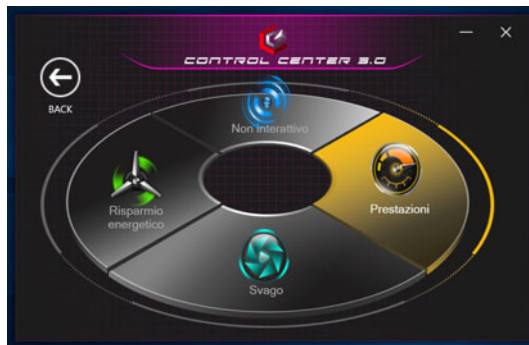 CONTROL CENTER 3.0
BACK
Non interattivo
Risparmio
energetico
Prestazioni
Svago